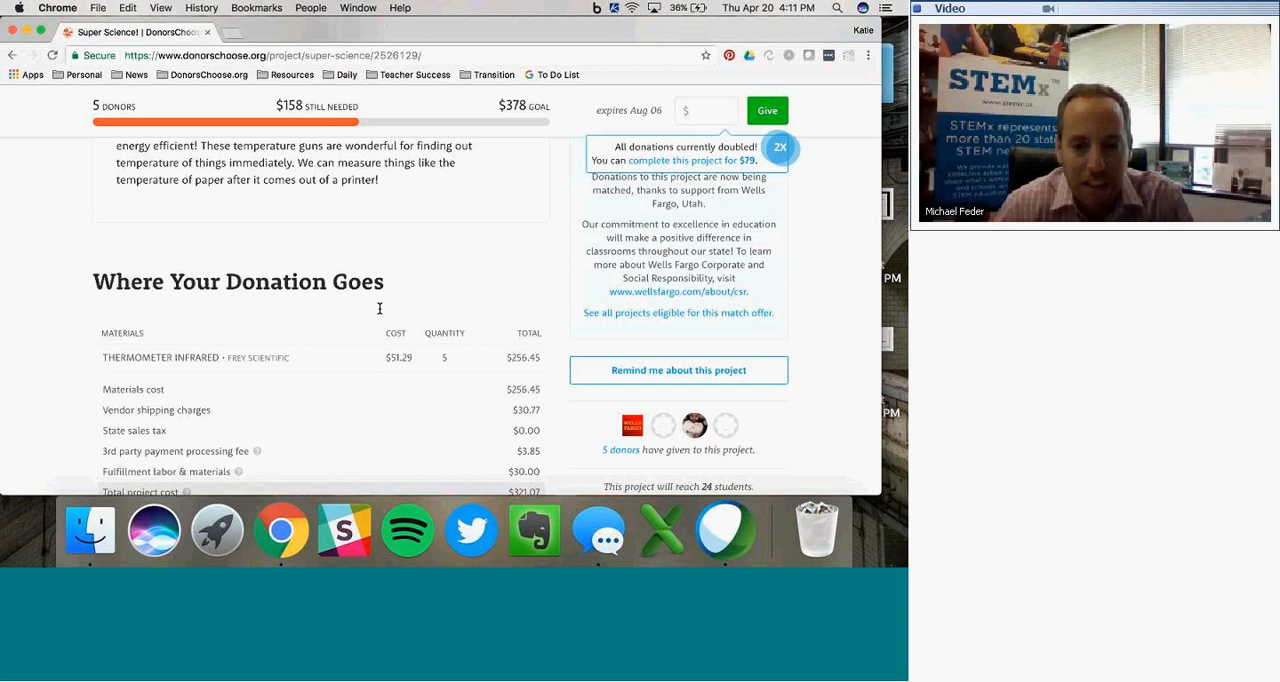 Chrome File Edit View History Bookmarks People Window Help
36% Thu Apr 20 4:11 PM
Super Science! | DonorsChoo:
Katie
Secure https://www.donorschoose.org/project/super-science/2526129/
Apps Personal News DonorsChoose.org Resources Daily Teacher Success Transition To Do List
5 DONORS $158 STILL NEEDED $378 GOAL
expires Aug 06 $ Give
energy efficient! These temperature guns are wonderful for finding out
temperature of things immediately. We can measure things like the
temperature of paper after it comes out of a printer!
All donations currently doubled!
You can complete this project for $79.
2X
Donations to this project are now being
matched, thanks to support from Wells
Fargo, Utah.
Our commitment to excellence in education
will make a positive difference in
classrooms throughout our state! To learn
more about Wells Fargo Corporate and
Social Responsibility, visit
www.wellsfargo.com/about/csr.
See all projects eligible for this match offer.
Where Your Donation Goes
MATERIALS COST QUANTITY TOTAL
THERMOMETER INFRARED • FREY SCIENTIFIC $51.29 $256.45
Materials cost $256.45
Vendor shipping charges $30.77
State sales tax $0.00
3rd party payment processing fee $3.85
Fulfillment labor & materials $30.00
Total project cost $321.07
Remind me about this project
WELLS
FARGO
5 donors have given to this project.
This project will reach 24 students.
PM
PM
Video
STEMx™
www.stemx.us
STEMx represents
more than 20 stat
STEM ne
Michael Feder